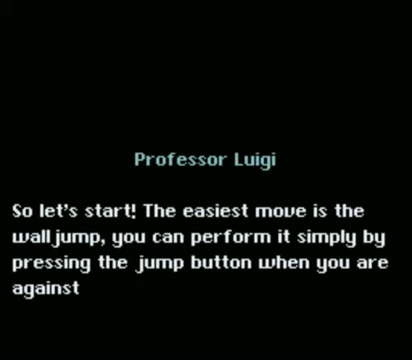 Professor Luigi
So let's start! The easiest move is the
wall jump, you can perform it simply by
pressing the jump button when you are
against